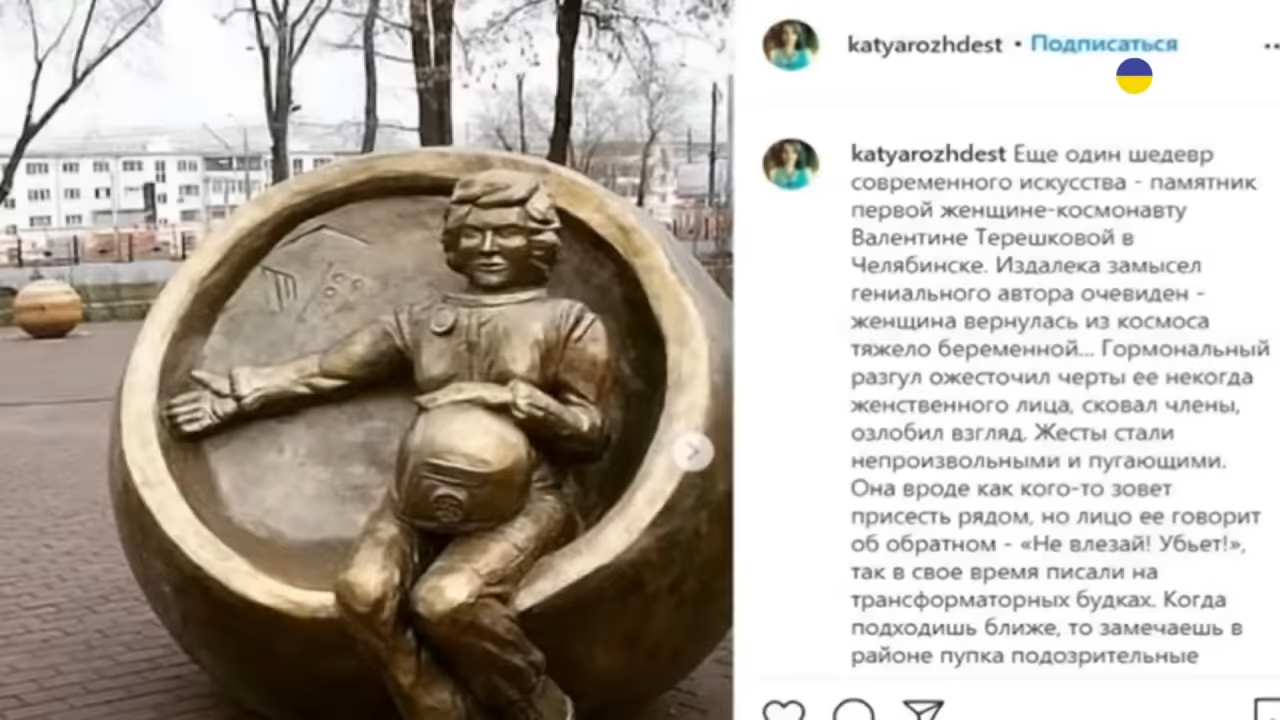 katyarozhdest • Подписаться
katyarozhdest Еще один шедевр
современного искусства - памятник
первой женщине-космонавту
Валентине Терешковой в
Челябинске. Издалека замысел
гениального автора очевиден -
женщина вернулась из космоса
тяжело беременной... Гормональный
разгул ожесточил черты ее некогда
женственного лица, сковал члены,
озлобил взгляд. Жесты стали
непроизвольными и пугающими.
Она вроде как кого-то зовет
присесть рядом, но лицо ее говорит
об обратном - «Не влезай! Убьет!»,
так в свое время писали на
трансформаторных будках. Когда
подходишь ближе, то замечаешь в
районе пупка подозрительные